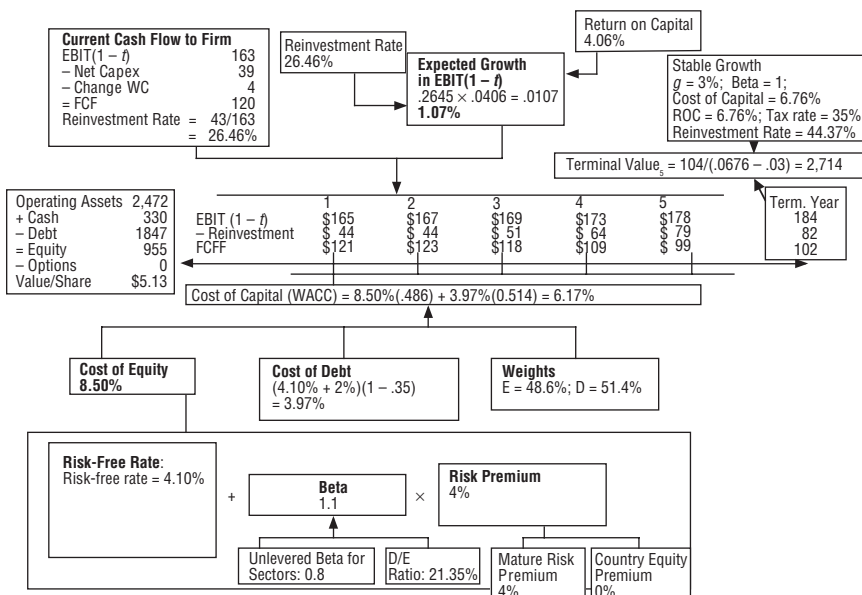 Current Cash Flow to Firm
EBIT(1 – t) 163
– Net Capex 39
– Change WC 4
= FCF 120
Reinvestment Rate = 43/163
= 26.46%
Reinvestment Rate
26.46%
Expected Growth
in EBIT(1 – t)
.2645 × .0406 = .0107
1.07%
Return on Capital
4.06%
Stable Growth
g = 3%; Beta = 1;
Cost of Capital = 6.76%
ROC = 6.76%; Tax rate = 35%
Reinvestment Rate = 44.37%
Terminal Value5 = 104/(.0676 – .03) = 2,714
Operating Assets 2,472
+ Cash 330
– Debt 1847
= Equity 955
– Options 0
Value/Share $5.13
1 2 3 4 5
EBIT (1 – t) $165 $167 $169 $173 $178
– Reinvestment $ 44 $ 44 $ 51 $ 64 $ 79
FCFF $121 $123 $118 $109 $ 99
Term. Year
184
82
102
Cost of Capital (WACC) = 8.50%(.486) + 3.97%(0.514) = 6.17%
Cost of Equity
8.50%
Cost of Debt
(4.10% + 2%)(1 – .35)
= 3.97%
Weights
E = 48.6%; D = 51.4%
Risk-Free Rate:
Risk-free rate = 4.10%
+
Beta
1.1
×
Risk Premium
4%
Unlevered Beta for
Sectors: 0.8
D/E
Ratio: 21.35%
Mature Risk
Premium
4%
Country Equity
Premium
0%